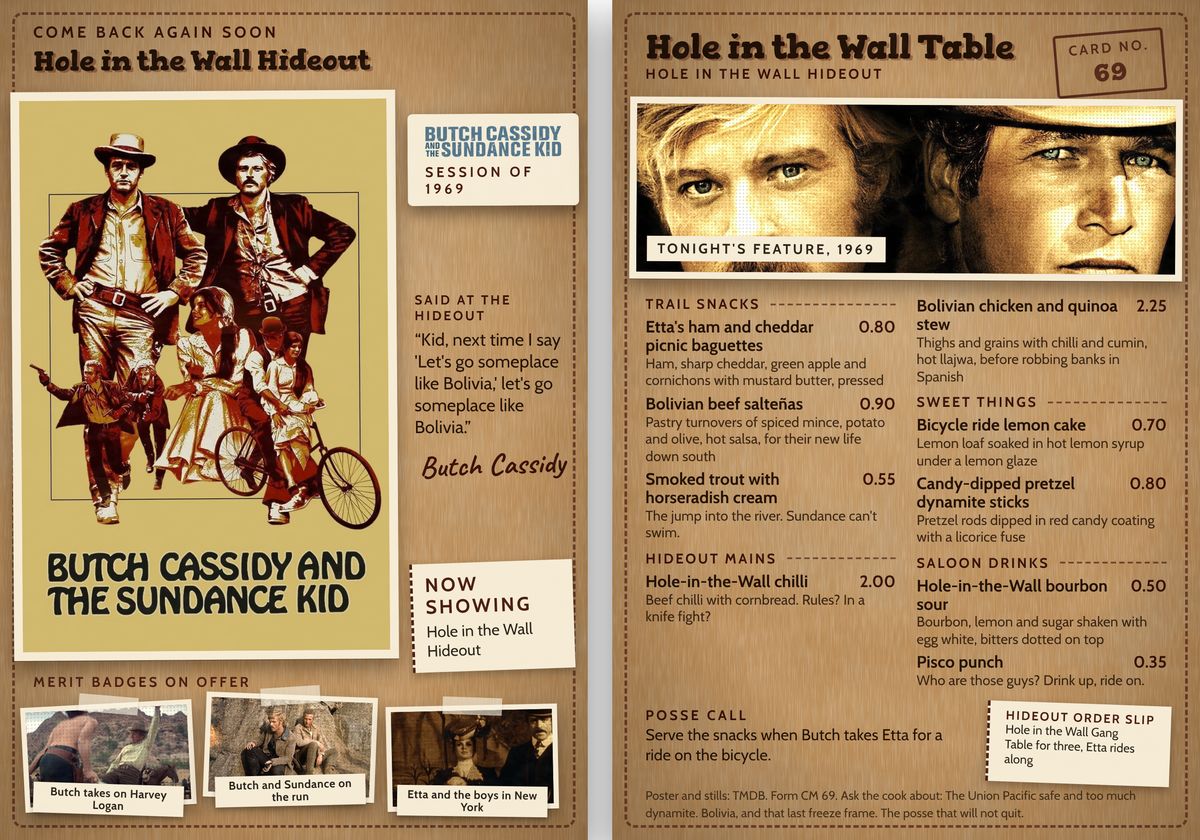 COME BACK AGAIN SOON
Hole in the Wall Hideout
BUTCH CASSIDY
AND THE SUNDANCE KID
SESSION OF
1969
SAID AT THE
HIDEOUT
“Kid, next time I say
'Let's go someplace
like Bolivia,' let's go
someplace like
Bolivia.”
Butch Cassidy
BUTCH CASSIDY AND
THE SUNDANCE KID
NOW
SHOWING
Hole in the Wall
Hideout
MERIT BADGES ON OFFER
Butch takes on Harvey
Logan
Butch and Sundance on
the run
Etta and the boys in New
York
Hole in the Wall Table
HOLE IN THE WALL HIDEOUT
CARD NO.
69
TONIGHT'S FEATURE, 1969
TRAIL SNACKS
Etta's ham and cheddar 0.80
picnic baguettes
Ham, sharp cheddar, green apple and
cornichons with mustard butter, pressed
Bolivian beef salteñas 0.90
Pastry turnovers of spiced mince, potato
and olive, hot salsa, for their new life
down south
Smoked trout with 0.55
horseradish cream
The jump into the river. Sundance can't
swim.
HIDEOUT MAINS
Hole-in-the-Wall chilli 2.00
Beef chilli with cornbread. Rules? In a
knife fight?
Bolivian chicken and quinoa 2.25
stew
Thighs and grains with chilli and cumin,
hot llajwa, before robbing banks in
Spanish
SWEET THINGS
Bicycle ride lemon cake 0.70
Lemon loaf soaked in hot lemon syrup
under a lemon glaze
Candy-dipped pretzel 0.80
dynamite sticks
Pretzel rods dipped in red candy coating
with a licorice fuse
SALOON DRINKS
Hole-in-the-Wall bourbon 0.50
sour
Bourbon, lemon and sugar shaken with
egg white, bitters dotted on top
Pisco punch 0.35
Who are those guys? Drink up, ride on.
POSSE CALL
Serve the snacks when Butch takes Etta for a
ride on the bicycle.
HIDEOUT ORDER SLIP
Hole in the Wall Gang
Table for three, Etta rides
along
Poster and stills: TMDB. Form CM 69. Ask the cook about: The Union Pacific safe and too much
dynamite. Bolivia, and that last freeze frame. The posse that will not quit.